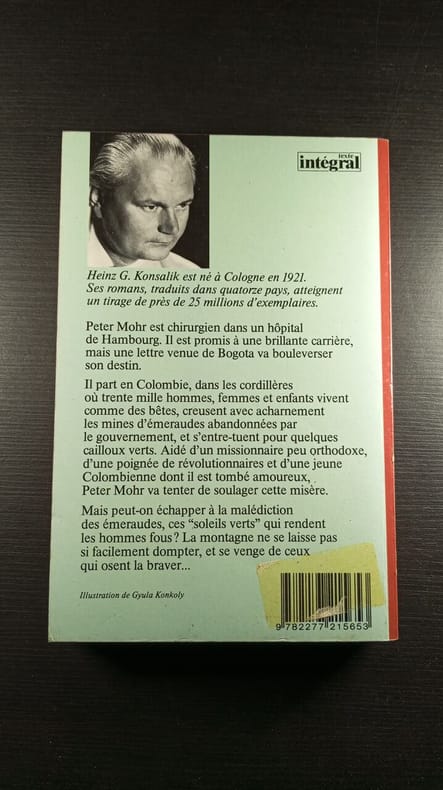 texte
intégral
Heinz G. Konsalik est né à Cologne en 1921.
Ses romans, traduits dans quatorze pays, atteignent
un tirage de près de 25 millions d'exemplaires.
Peter Mohr est chirurgien dans un hôpital
de Hambourg. Il est promis à une brillante carrière,
mais une lettre venue de Bogota va bouleverser
son destin.
Il part en Colombie, dans les cordillères
où trente mille hommes, femmes et enfants vivent
comme des bêtes, creusent avec acharnement
les mines d'émeraudes abandonnées par
le gouvernement, et s'entre-tuent pour quelques
cailloux verts. Aidé d'un missionnaire peu orthodoxe,
d'une poignée de révolutionnaires et d'une jeune
Colombienne dont il est tombé amoureux,
Peter Mohr va tenter de soulager cette misère.
Mais peut-on échapper à la malédiction
des émeraudes, ces "soleils verts" qui rendent
les hommes fous? La montagne ne se laisse pas
si facilement dompter, et se venge de ceux
qui osent la braver...
Illustration de Gyula Konkoly
9 782277 215653